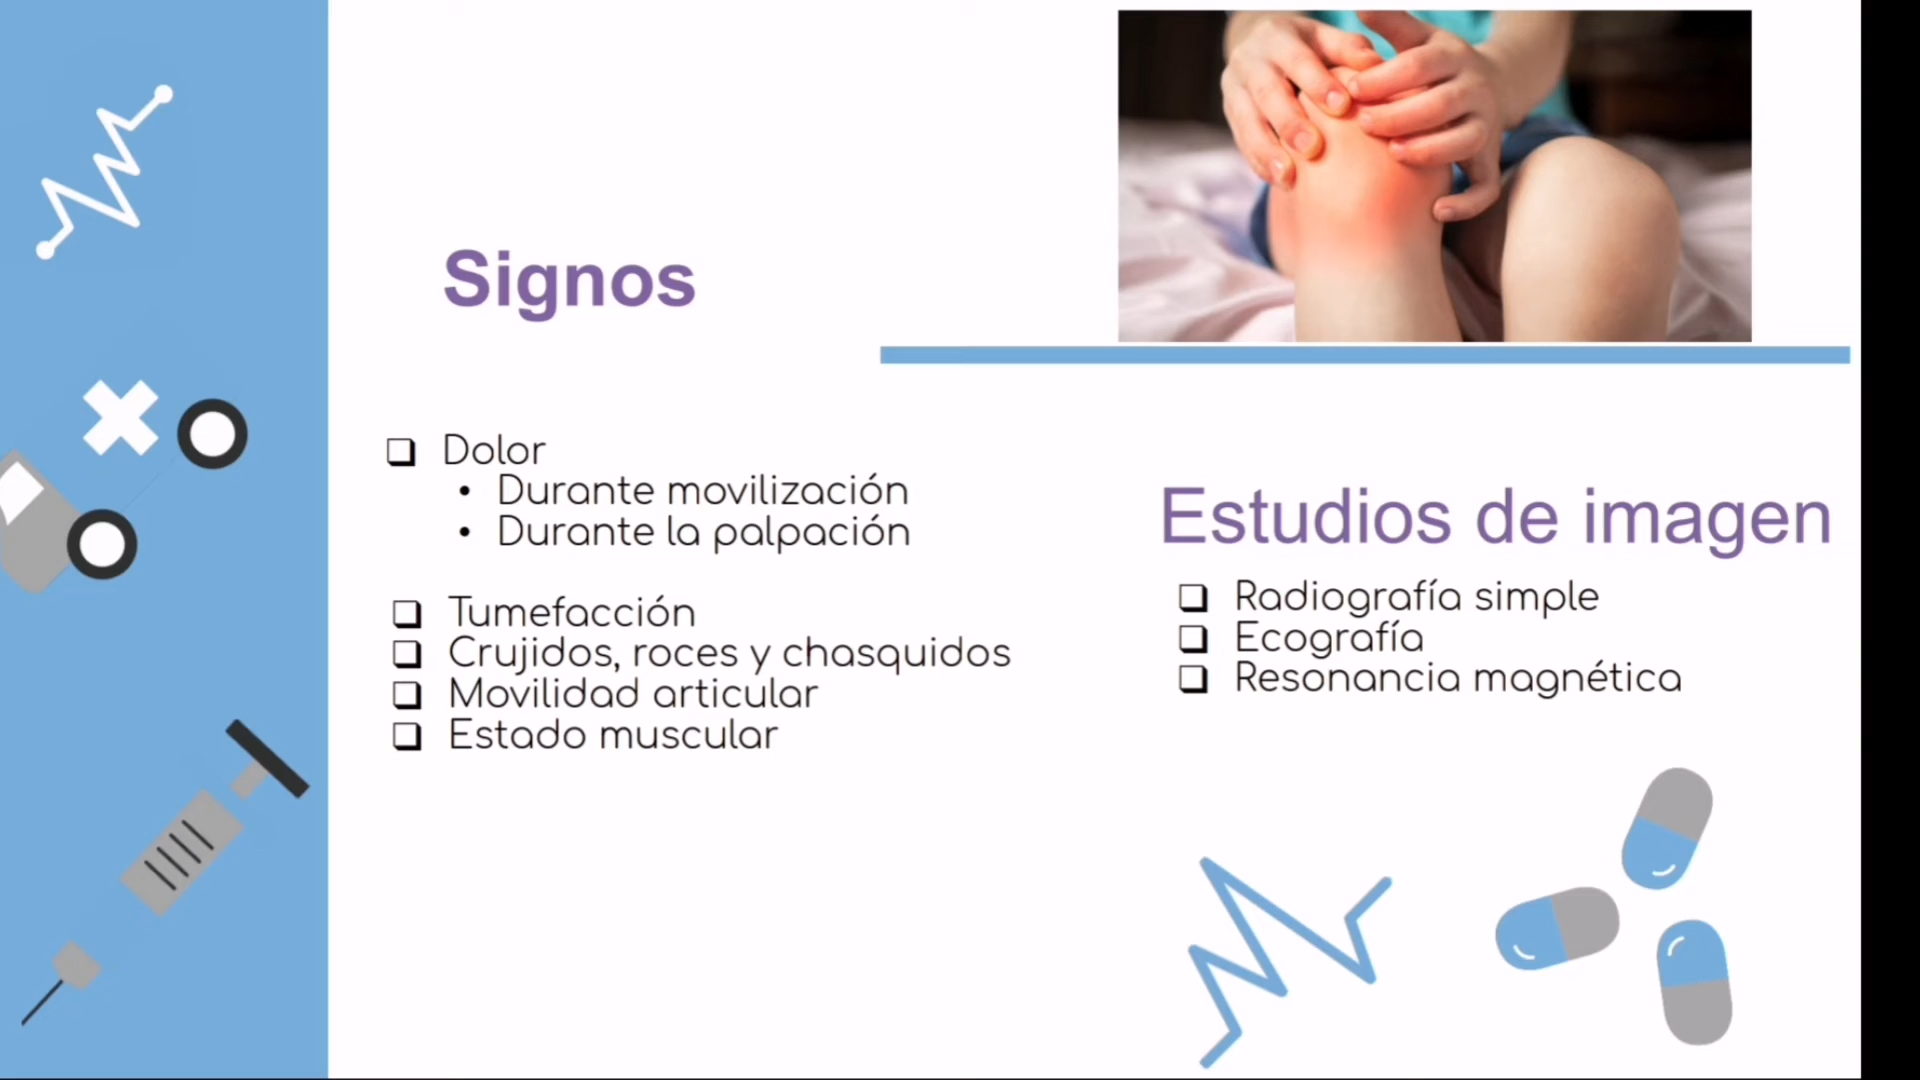 Signos
❑ Dolor
• Durante movilización
• Durante la palpación
❑ Tumefacción
❑ Crujidos, roces y chasquidos
❑ Movilidad articular
❑ Estado muscular
Estudios de imagen
❑ Radiografía simple
❑ Ecografía
❑ Resonancia magnética